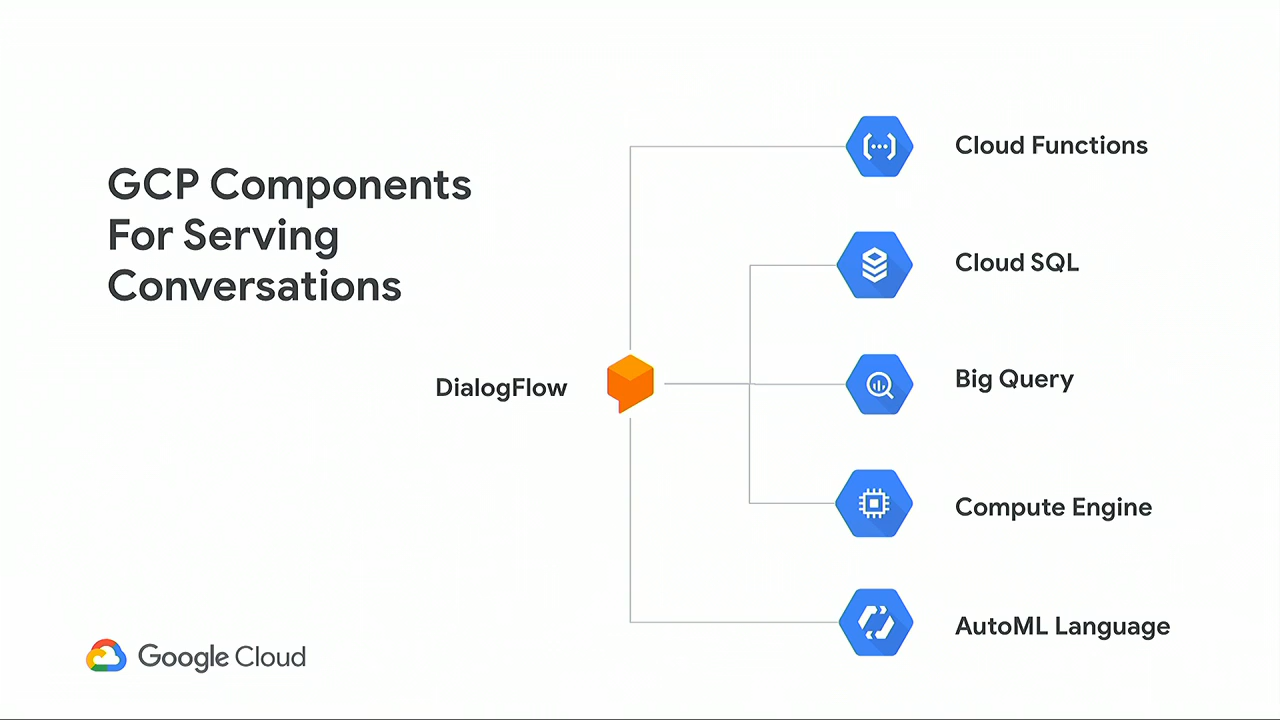 GCP Components
For Serving
Conversations
Cloud Functions
Cloud SQL
Big Query
DialogFlow
Compute Engine
AutoML Language
Google Cloud